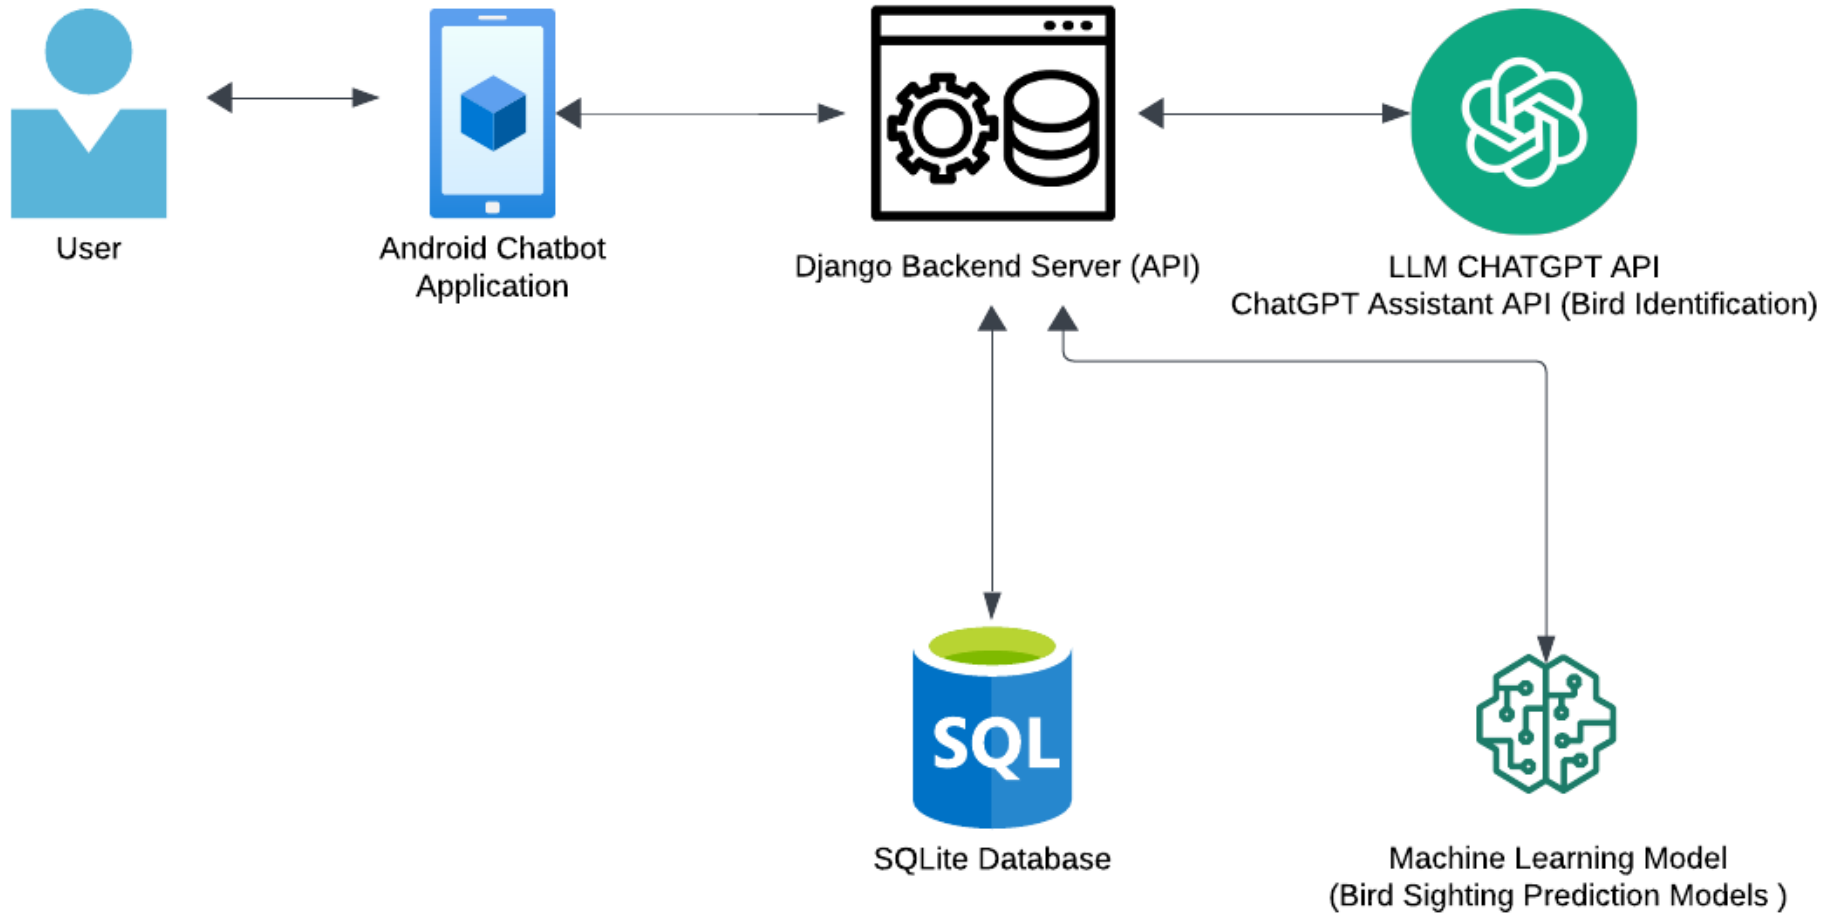 User
Android Chatbot
Application
Django Backend Server (API)
LLM CHATGPT API
ChatGPT Assistant API (Bird Identification)
SQL
SQLite Database
Machine Learning Model
(Bird Sighting Prediction Models )